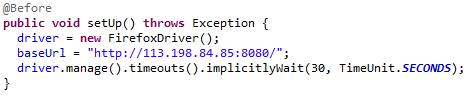 @Before
public void setUp() throws Exception {
driver = new FirefoxDriver();
baseUrl = "http://113.198.84.85:8080/";
driver.manage().timeouts().implicitlyWait(30, TimeUnit.SECONDS);
}